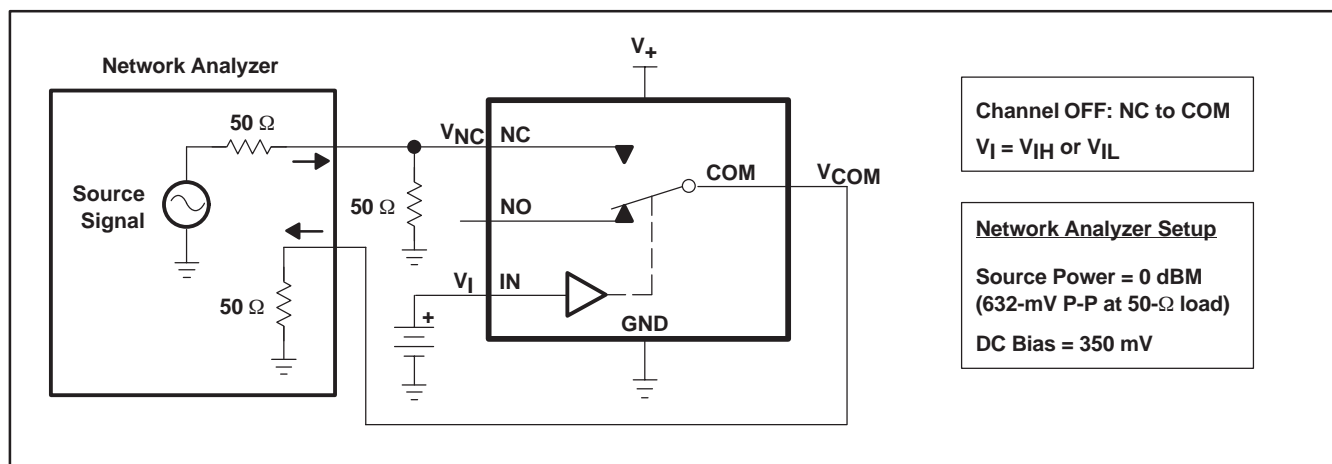 V+
Network Analyzer
50 Ω
VNC NC
Source
Signal
50 Ω
COM
VCOM
NO
50 Ω
VI IN
+
GND
Channel OFF: NC to COM
VI = VIH or VIL
Network Analyzer Setup
Source Power = 0 dBM
(632-mV P-P at 50-Ω load)
DC Bias = 350 mV